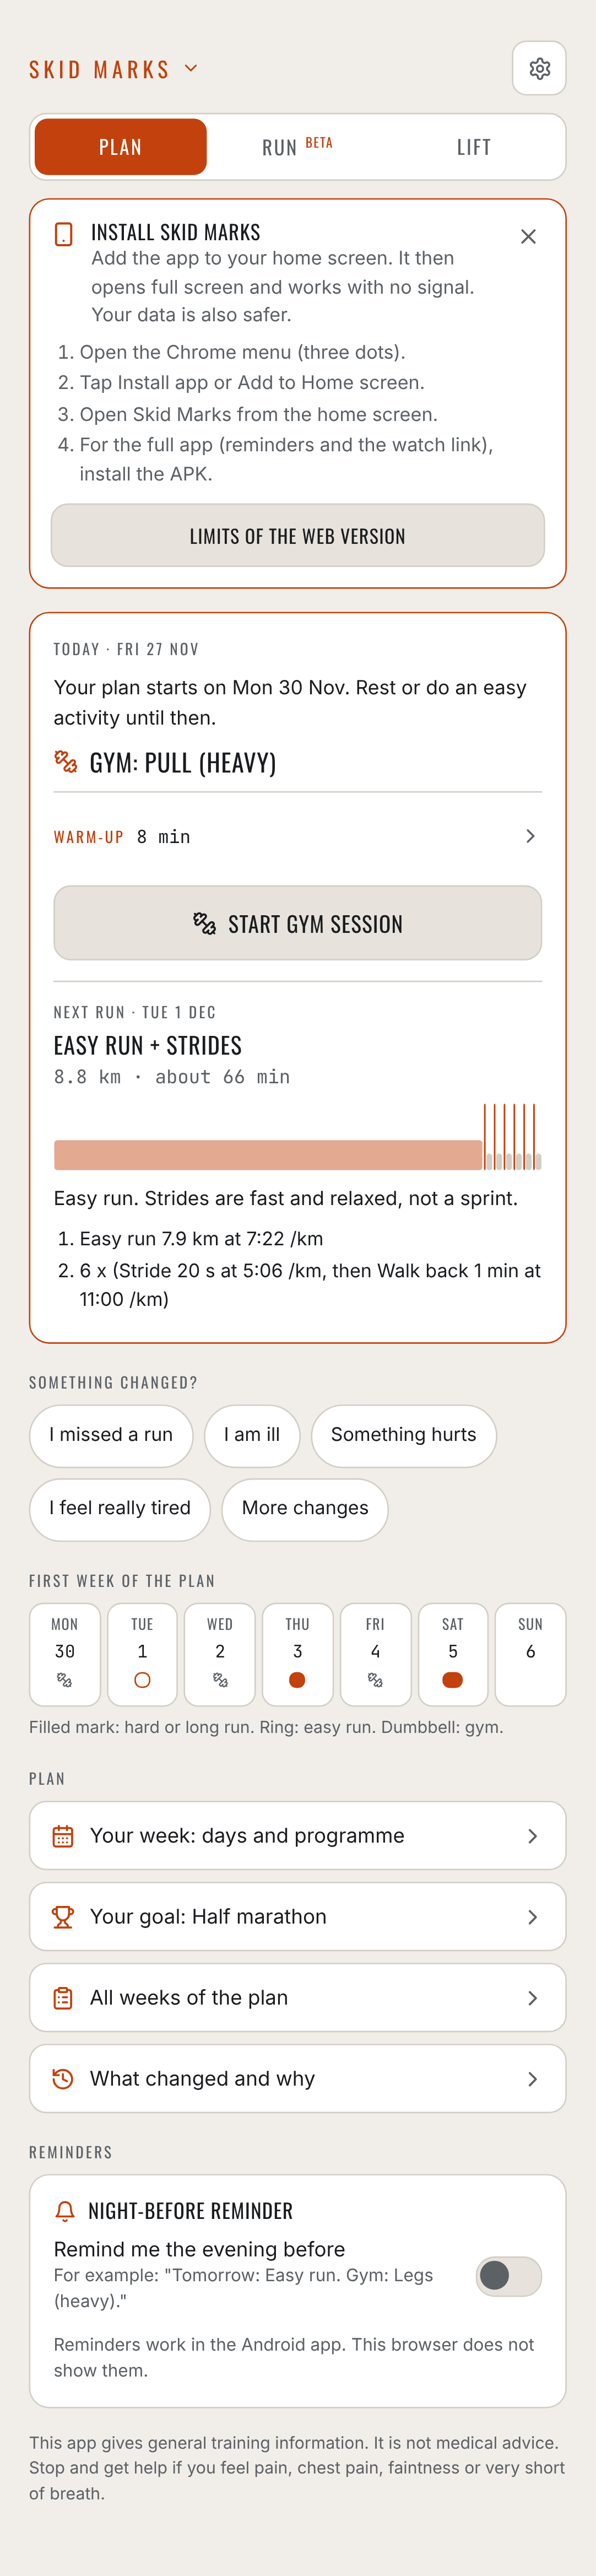 SKID MARKS
PLAN
RUN BETA
LIFT
INSTALL SKID MARKS
Add the app to your home screen. It then
opens full screen and works with no signal.
Your data is also safer.
1. Open the Chrome menu (three dots).
2. Tap Install app or Add to Home screen.
3. Open Skid Marks from the home screen.
4. For the full app (reminders and the watch link),
install the APK.
LIMITS OF THE WEB VERSION
TODAY · FRI 27 NOV
Your plan starts on Mon 30 Nov. Rest or do an easy
activity until then.
GYM: PULL (HEAVY)
WARM-UP 8 min
START GYM SESSION
NEXT RUN · TUE 1 DEC
EASY RUN + STRIDES
8.8 km · about 66 min
Easy run. Strides are fast and relaxed, not a sprint.
1. Easy run 7.9 km at 7:22 /km
2. 6 x (Stride 20 s at 5:06 /km, then Walk back 1 min at
11:00 /km)
SOMETHING CHANGED?
I missed a run
I am ill
Something hurts
I feel really tired
More changes
FIRST WEEK OF THE PLAN
MON TUE WED THU FRI SAT SUN
30 1 2 3 4 5 6
Filled mark: hard or long run. Ring: easy run. Dumbbell: gym.
PLAN
Your week: days and programme
Your goal: Half marathon
All weeks of the plan
What changed and why
REMINDERS
NIGHT-BEFORE REMINDER
Remind me the evening before
For example: "Tomorrow: Easy run. Gym: Legs
(heavy)."
Reminders work in the Android app. This browser does not
show them.
This app gives general training information. It is not medical advice.
Stop and get help if you feel pain, chest pain, faintness or very short
of breath.